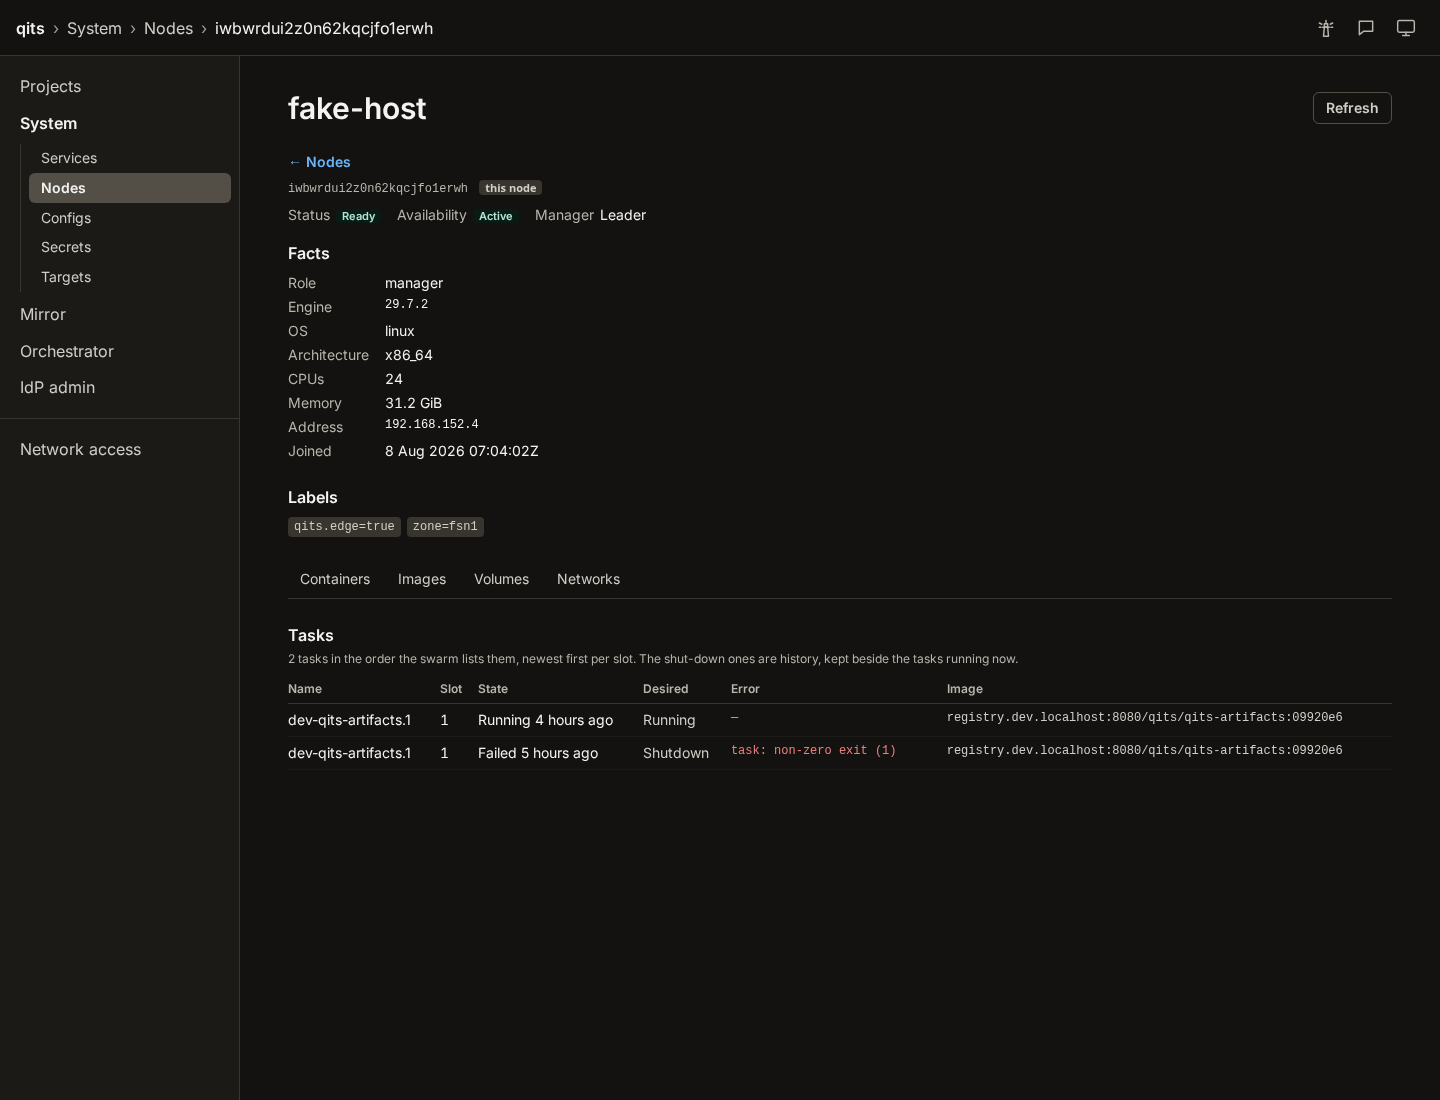 qits › System › Nodes › iwbwrdui2z0n62kqcjfo1erwh
Projects
System
Services
Nodes
Configs
Secrets
Targets
Mirror
Orchestrator
IdP admin
Network access
fake-host
Refresh
← Nodes
iwbwrdui2z0n62kqcjfo1erwh this node
Status Ready Availability Active Manager Leader
Facts
Role manager
Engine 29.7.2
OS linux
Architecture x86_64
CPUs 24
Memory 31.2 GiB
Address 192.168.152.4
Joined 8 Aug 2026 07:04:02Z
Labels
qits.edge=true zone=fsn1
Containers Images Volumes Networks
Tasks
2 tasks in the order the swarm lists them, newest first per slot. The shut-down ones are history, kept beside the tasks running now.
Name Slot State Desired Error Image
dev-qits-artifacts.1 1 Running 4 hours ago Running — registry.dev.localhost:8080/qits/qits-artifacts:09920e6
dev-qits-artifacts.1 1 Failed 5 hours ago Shutdown task: non-zero exit (1) registry.dev.localhost:8080/qits/qits-artifacts:09920e6